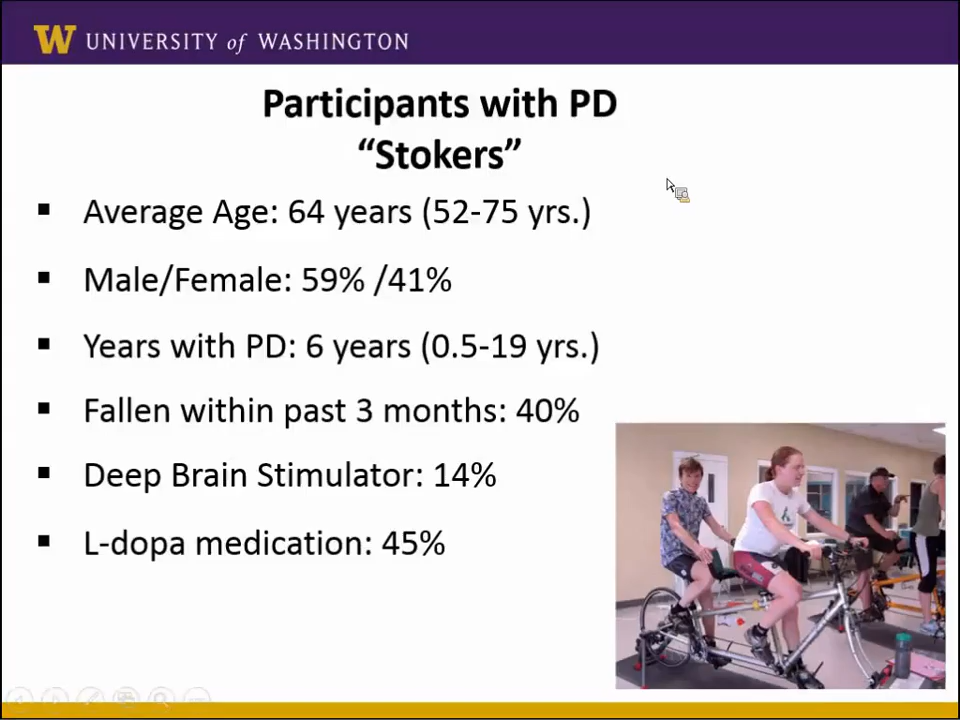 W UNIVERSITY of WASHINGTON
Participants with PD
“Stokers”
▪ Average Age: 64 years (52-75 yrs.)
▪ Male/Female: 59% /41%
▪ Years with PD: 6 years (0.5-19 yrs.)
▪ Fallen within past 3 months: 40%
▪ Deep Brain Stimulator: 14%
▪ L-dopa medication: 45%